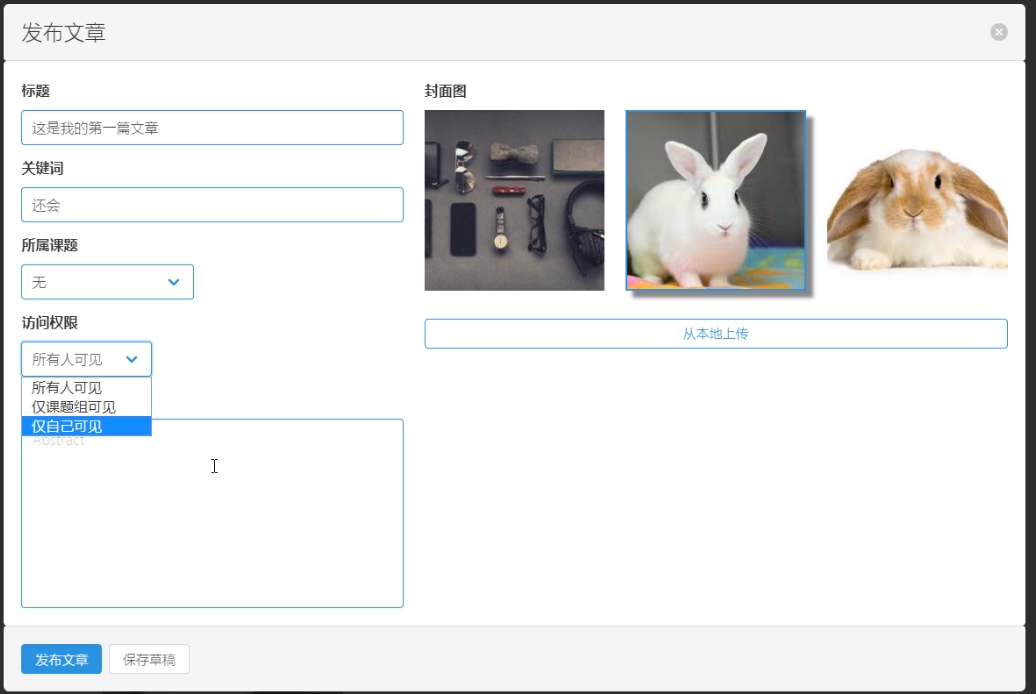 发布文章
标题
这是我的第一篇文章
关键词
还会
所属课题
无
访问权限
所有人可见
所有人可见
仅课题组可见
仅自己可见
Abstract
封面图
从本地上传
发布文章
保存草稿